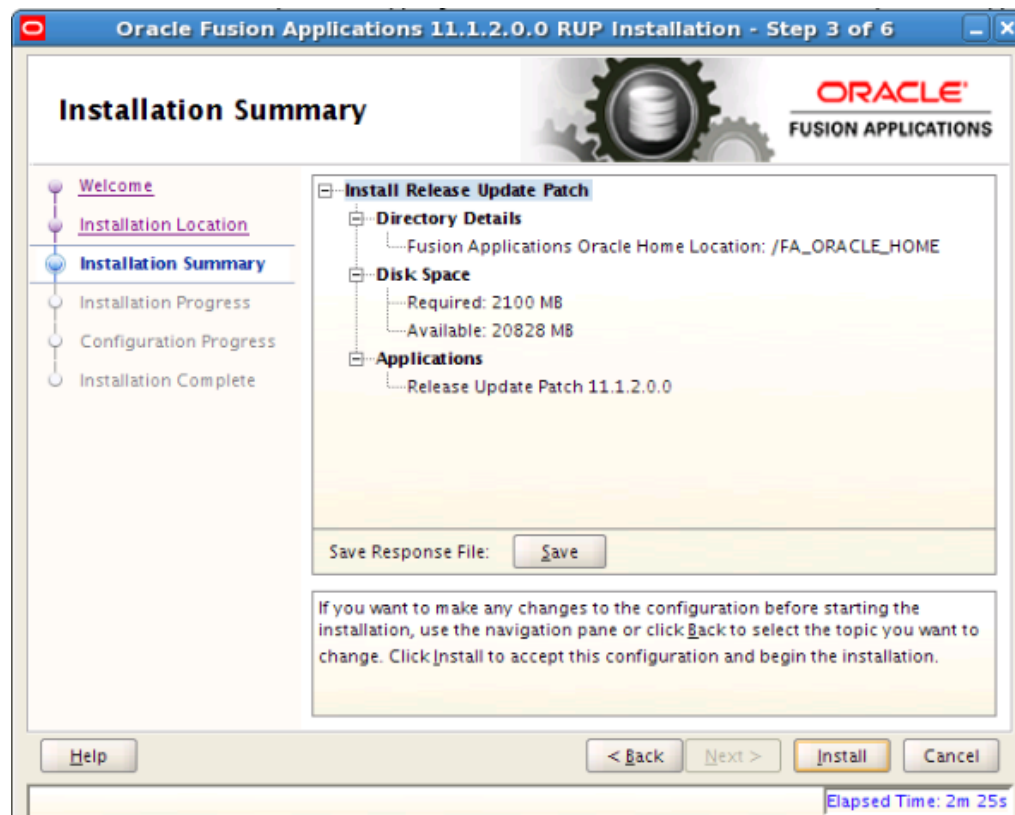 Oracle Fusion Applications 11.1.2.0.0 RUP Installation - Step 3 of 6
Installation Summary
ORACLE
FUSION APPLICATIONS
Welcome
Installation Location
Installation Summary
Installation Progress
Configuration Progress
Installation Complete
Install Release Update Patch
Directory Details
Fusion Applications Oracle Home Location: /FA_ORACLE_HOME
Disk Space
Required: 2100 MB
Available: 20828 MB
Applications
Release Update Patch 11.1.2.0.0
Save Response File:
Save
If you want to make any changes to the configuration before starting the
installation, use the navigation pane or click Back to select the topic you want to
change. Click Install to accept this configuration and begin the installation.
Help
< Back
Next >
Install
Cancel
Elapsed Time: 2m 25s